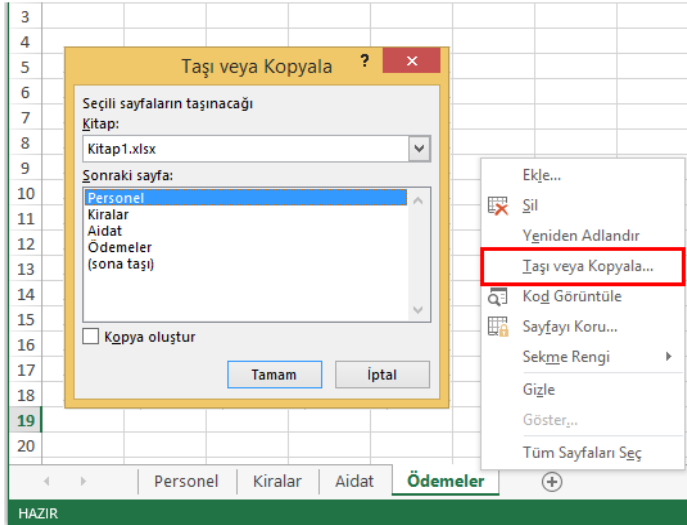 3
4
5
6
7
8
9
10
11
12
13
14
15
16
17
18
19
20
Taşı veya Kopyala ? ×
Seçili sayfaların taşınacağı
Kitap:
Kitap1.xlsx
Sonraki sayfa:
Personel
Kiralar
Aidat
Ödemeler
(sona taşı)
Kopya oluştur
Tamam İptal
Ekle...
Sil
Yeniden Adlandır
Taşı veya Kopyala...
Kod Görüntüle
Sayfayı Koru...
Sekme Rengi
Gizle
Göster...
Tüm Sayfaları Seç
Personel Kiralar Aidat Ödemeler
HAZIR